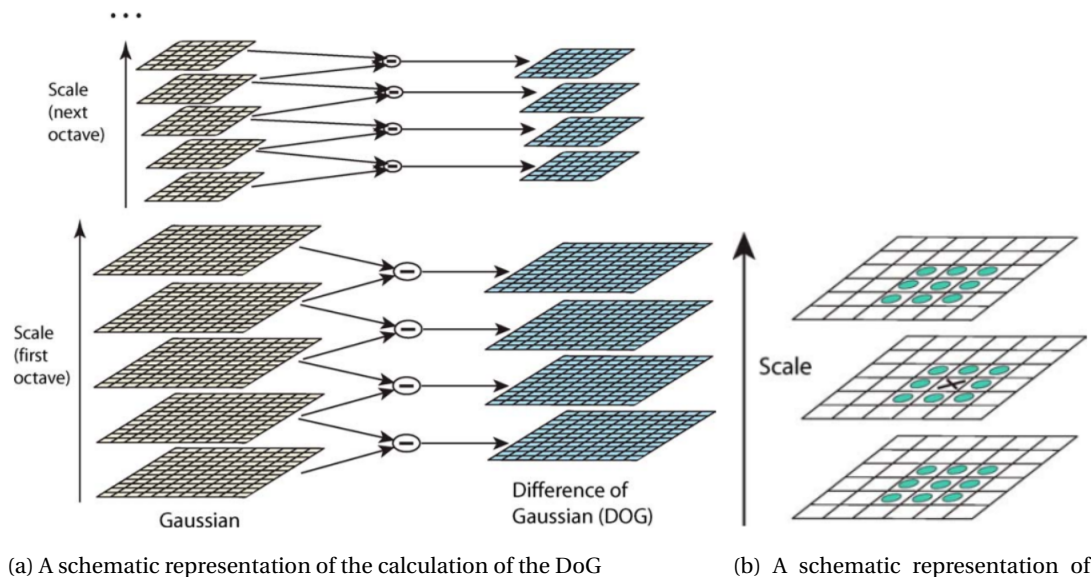 ...
Scale
(next
octave)
Scale
(first
octave)
Gaussian
Difference of
Gaussian (DOG)
Scale
(a) A schematic representation of the calculation of the DoG
(b) A schematic representation of